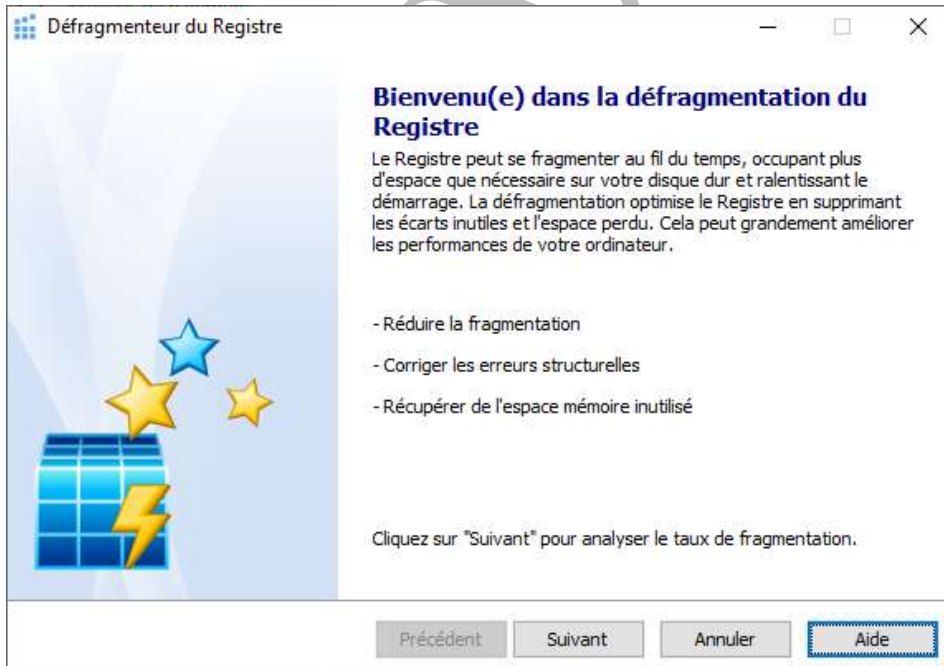 Défragmenteur du Registre
Bienvenu(e) dans la défragmentation du
Registre
Le Registre peut se fragmenter au fil du temps, occupant plus
d'espace que nécessaire sur votre disque dur et ralentissant le
démarrage. La défragmentation optimise le Registre en supprimant
les écarts inutiles et l'espace perdu. Cela peut grandement améliorer
les performances de votre ordinateur.
- Réduire la fragmentation
- Corriger les erreurs structurelles
- Récupérer de l'espace mémoire inutilisé
Cliquez sur "Suivant" pour analyser le taux de fragmentation.
Précédent Suivant Annuler Aide